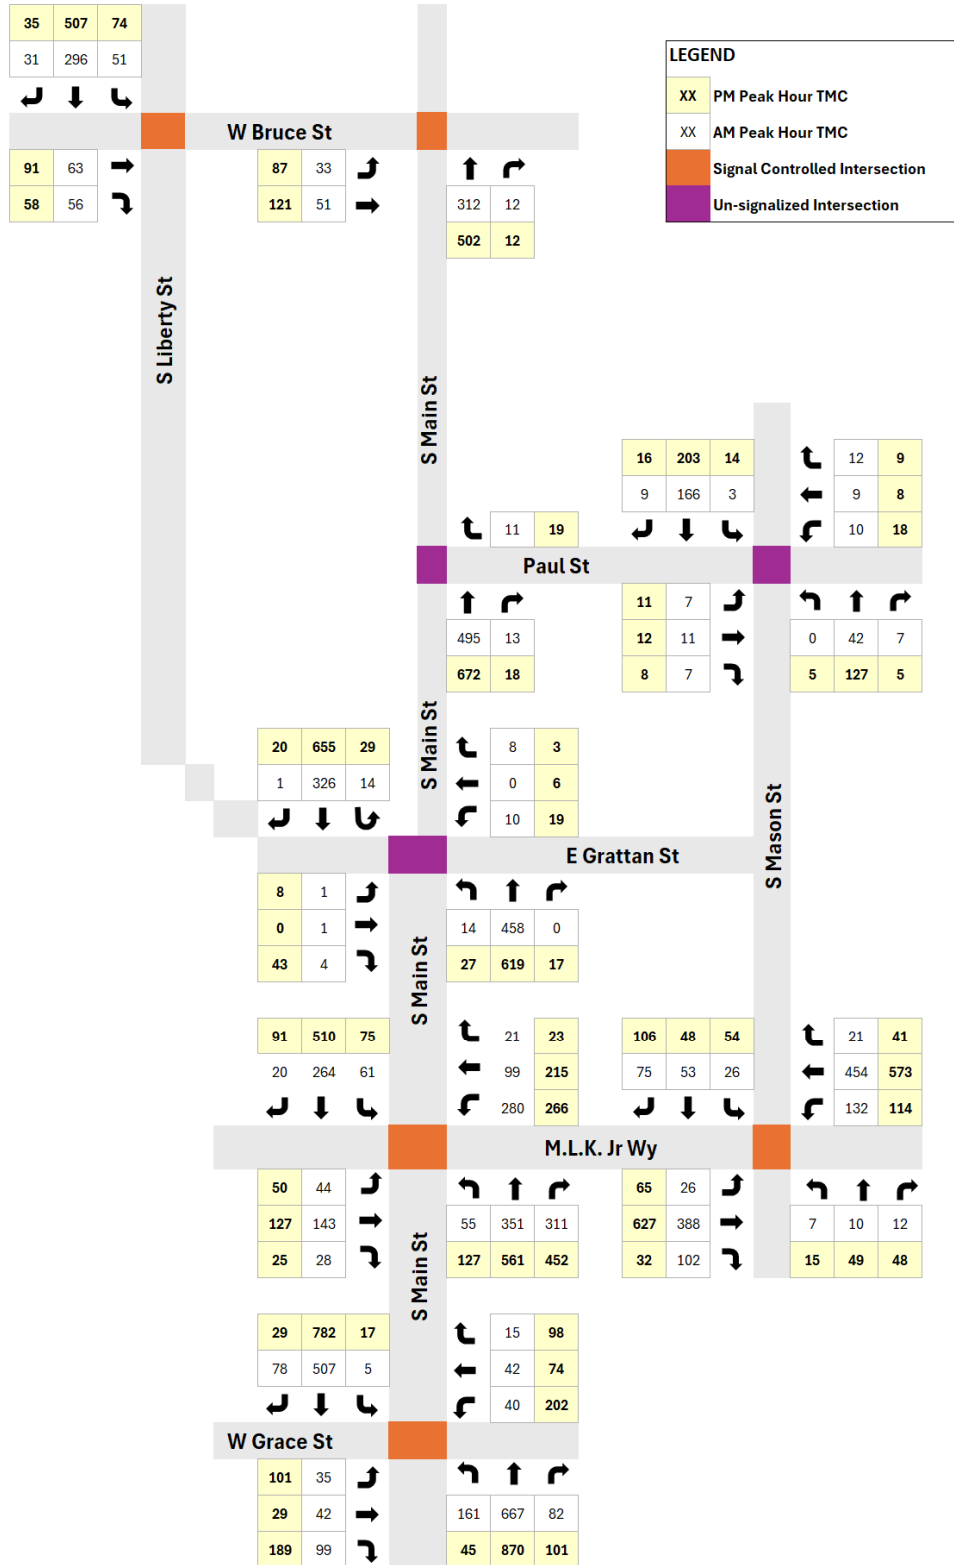 35 507 74
31 296 51
LEGEND
XX PM Peak Hour TMC
XX AM Peak Hour TMC
Signal Controlled Intersection
Un-signalized Intersection
W Bruce St
91 63
58 56
87 33
121 51
312 12
502 12
S Liberty St
S Main St
16 203 14
9 166 3
12 9
9 8
10 18
11 19
Paul St
495 13
672 18
11 7
12 11
8 7
0 42 7
5 127 5
S Main St
20 655 29
1 326 14
8 3
0 6
10 19
S Mason St
E Grattan St
8 1
0 1
43 4
14 458 0
27 619 17
S Main St
91 510 75
20 264 61
21 23
99 215
280 266
106 48 54
75 53 26
21 41
454 573
132 114
M.L.K. Jr Wy
50 44
127 143
25 28
55 351 311
127 561 452
65 26
627 388
32 102
7 10 12
15 49 48
S Main St
29 782 17
78 507 5
15 98
42 74
40 202
W Grace St
101 35
29 42
189 99
161 667 82
45 870 101